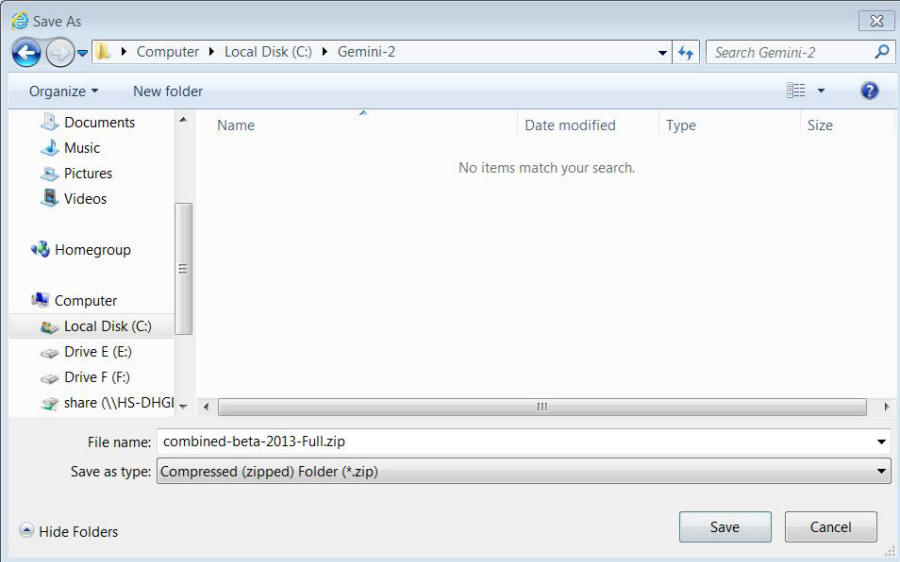 Save As
Computer Local Disk (C:) Gemini-2
Search Gemini-2
Organize New folder
Documents
Music
Pictures
Videos
Homegroup
Computer
Local Disk (C:)
Drive E (E:)
Drive F (F:)
share (\\HS-DHGI
Name Date modified Type Size
No items match your search.
File name: combined-beta-2013-Full.zip
Save as type: Compressed (zipped) Folder (*.zip)
Hide Folders
Save Cancel